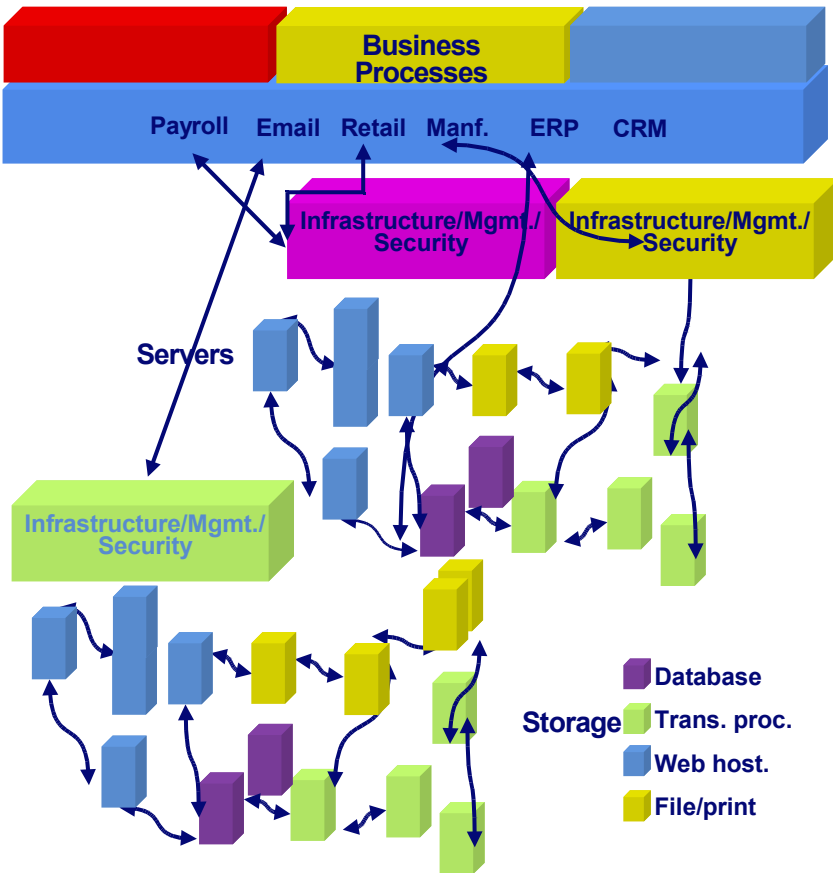 Business
Processes
Payroll Email Retail Manf. ERP CRM
Infrastructure/Mgmt./
Security
Infrastructure/Mgmt./
Security
Servers
Infrastructure/Mgmt./
Security
Storage
Database
Trans. proc.
Web host.
File/print